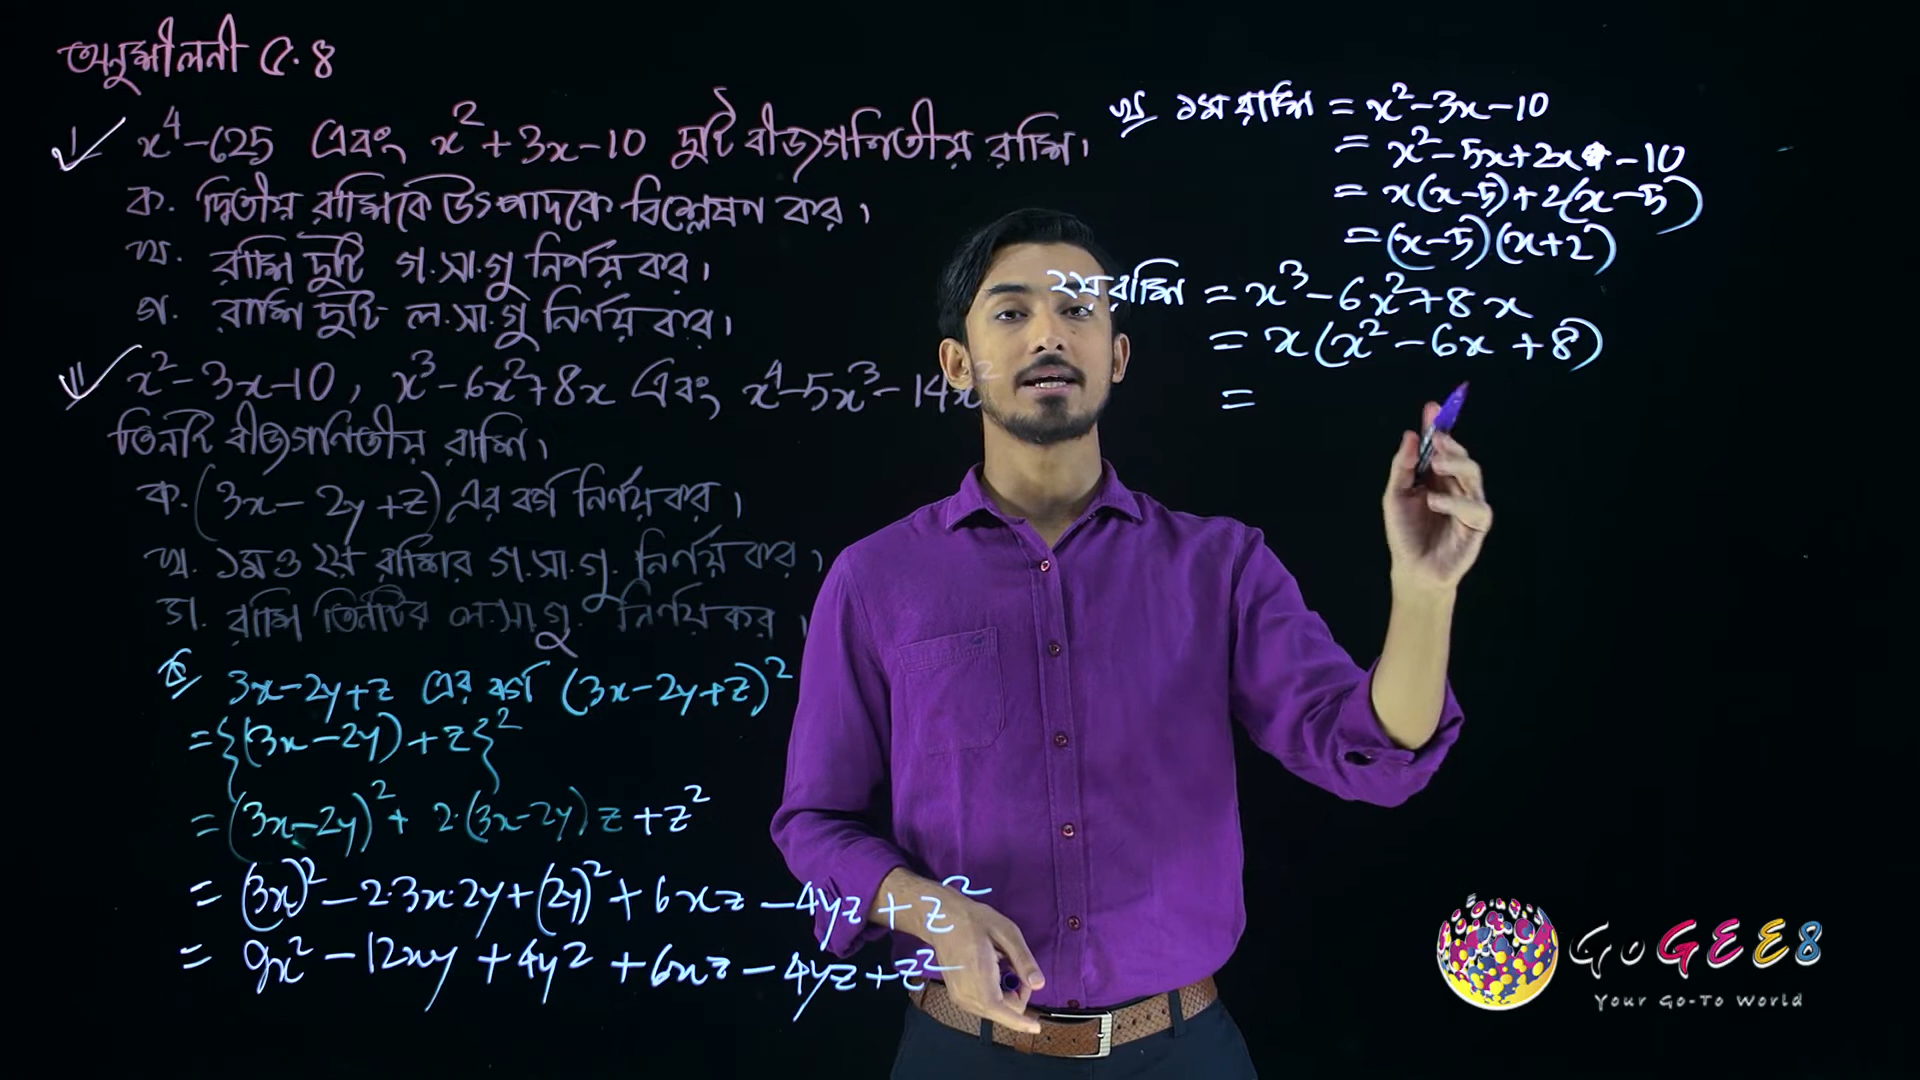 অনুশীলনী ৫.৪
১। x⁴-625 এবং x²+3x-10 দুটি বীজগণিতীয় রাশি।
ক. দ্বিতীয় রাশিকে উৎপাদকে বিশ্লেষণ কর।
খ. রাশি দুটি গ.সা.গু নির্ণয় কর।
গ. রাশি দুটি ল.সা.গু নির্ণয় কর।
x²-3x-10, x³-6x²+8x এবং x⁴-5x³-14x²
তিনটি বীজগণিতীয় রাশি।
ক. (3x-2y+z) এর বর্গ নির্ণয় কর।
খ. ১ম ও ২য় রাশির গ.সা.গু. নির্ণয় কর।
গ. রাশি তিনটির ল.সা.গু. নির্ণয় কর।
ক 3x-2y+z এর বর্গ (3x-2y+z)²
={(3x-2y)+z}²
=(3x-2y)²+ 2·(3x-2y)z+z²
= (3x)²-2·3x·2y+(2y)²+6xz-4yz+z²
= 9x²-12xy+4y²+6xz-4yz+z²
খ ১ম রাশি = x²-3x-10
= x²-5x+2x-10
= x(x-5)+2(x-5)
=(x-5)(x+2)
২য় রাশি = x³-6x²+8x
= x(x²-6x+8)
=
GoGEE8
Your Go-To World